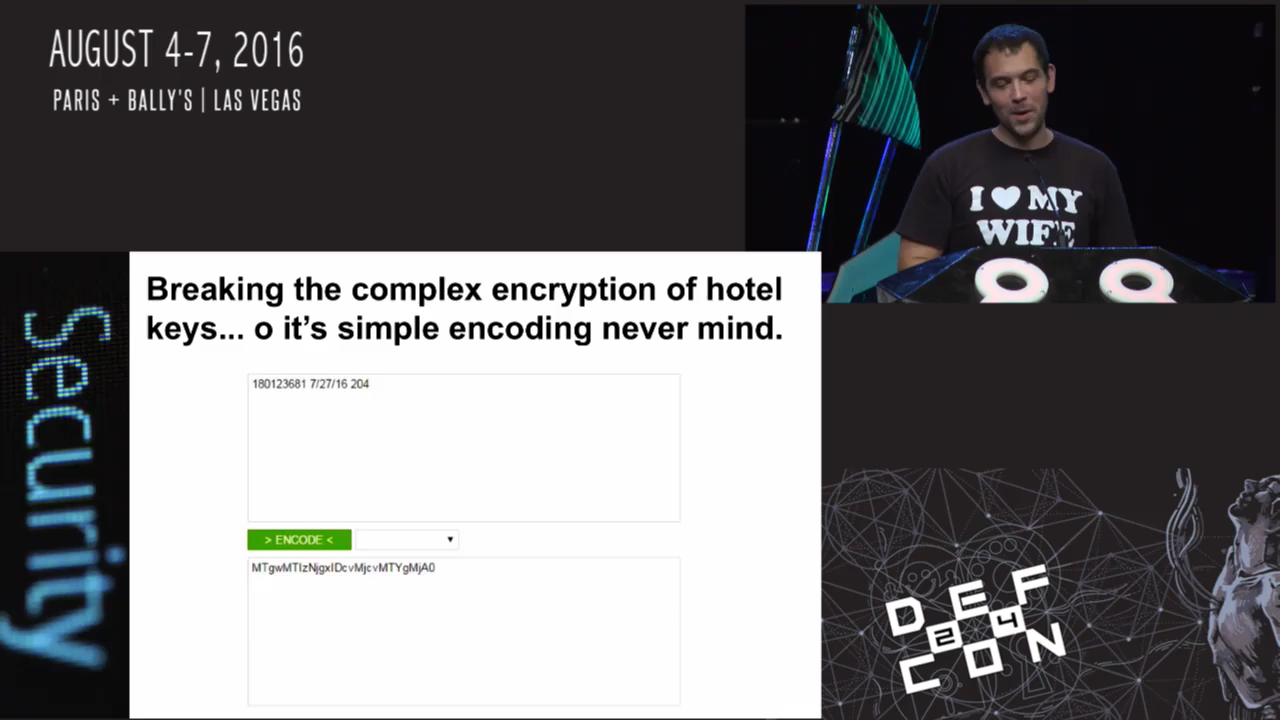 AUGUST 4-7, 2016
PARIS + BALLY'S | LAS VEGAS
I ♥ MY
WIFE
Breaking the complex encryption of hotel
keys... o it's simple encoding never mind.
180123681 7/27/16 204
> ENCODE <
MTgwMTIzNjgxIDcvMjcvMTYgMjA0
Security
DEF
24
CON